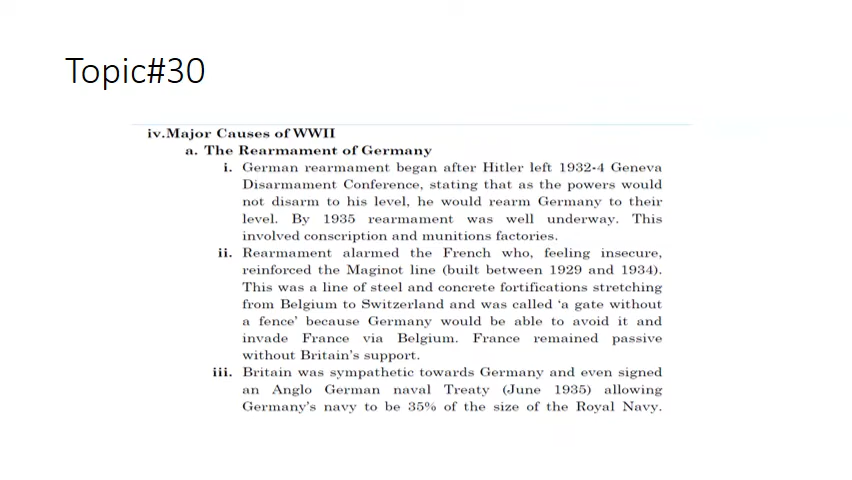 Topic#30
iv.Major Causes of WWII
a. The Rearmament of Germany
i. German rearmament began after Hitler left 1932-4 Geneva
Disarmament Conference, stating that as the powers would
not disarm to his level, he would rearm Germany to their
level. By 1935 rearmament was well underway. This
involved conscription and munitions factories.
ii. Rearmament alarmed the French who, feeling insecure,
reinforced the Maginot line (built between 1929 and 1934).
This was a line of steel and concrete fortifications stretching
from Belgium to Switzerland and was called ‘a gate without
a fence’ because Germany would be able to avoid it and
invade France via Belgium. France remained passive
without Britain’s support.
iii. Britain was sympathetic towards Germany and even signed
an Anglo German naval Treaty (June 1935) allowing
Germany’s navy to be 35% of the size of the Royal Navy.